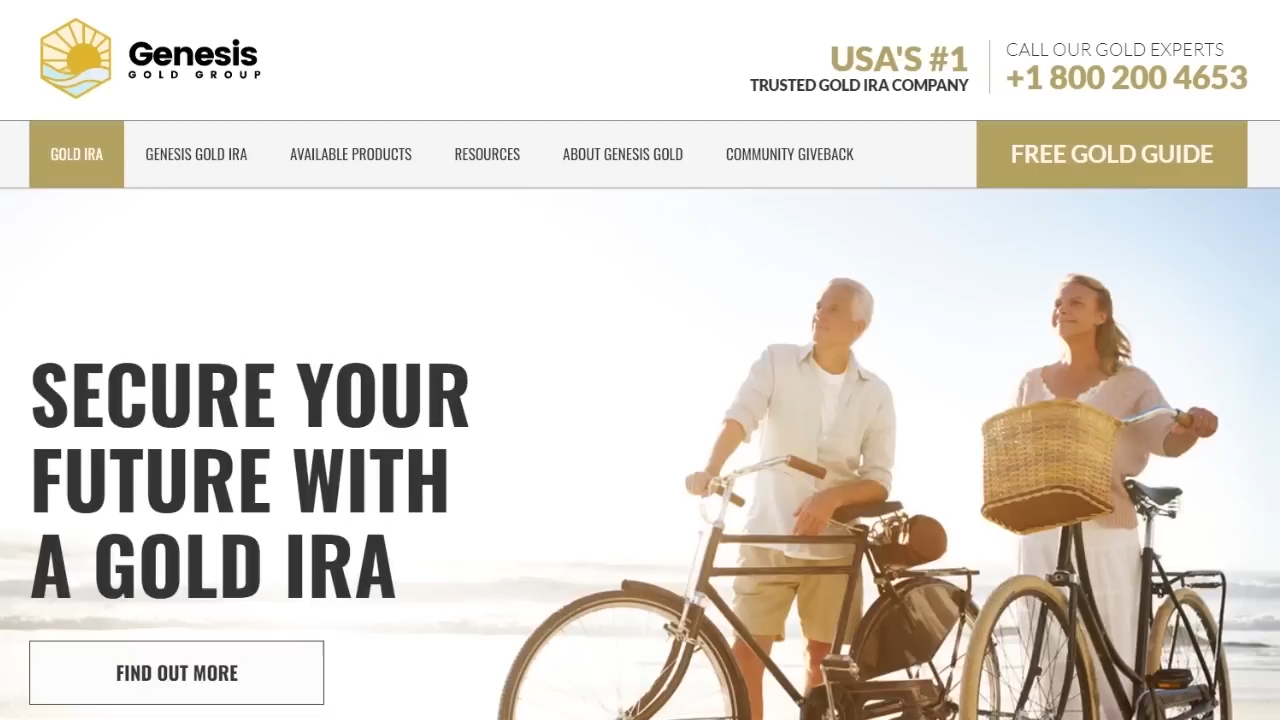 Genesis
GOLD GROUP
USA'S #1
TRUSTED GOLD IRA COMPANY
CALL OUR GOLD EXPERTS
+1 800 200 4653
GOLD IRA
GENESIS GOLD IRA
AVAILABLE PRODUCTS
RESOURCES
ABOUT GENESIS GOLD
COMMUNITY GIVEBACK
FREE GOLD GUIDE
SECURE YOUR
FUTURE WITH
A GOLD IRA
FIND OUT MORE